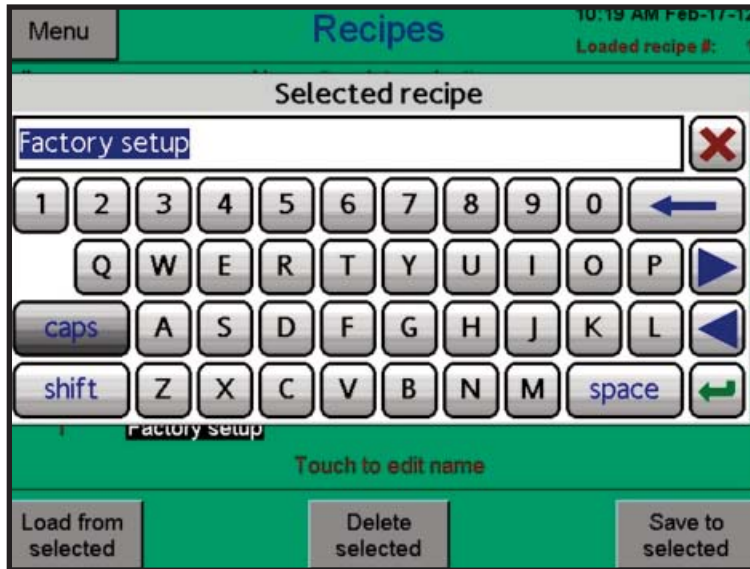 Menu
Recipes
10:19 AM Feb-17-12
Loaded recipe #:
Selected recipe
Factory setup
1 2 3 4 5 6 7 8 9 0
Q W E R T Y U I O P
caps A S D F G H J K L
shift Z X C V B N M space
1 Factory setup
Touch to edit name
Load from
selected
Delete
selected
Save to
selected